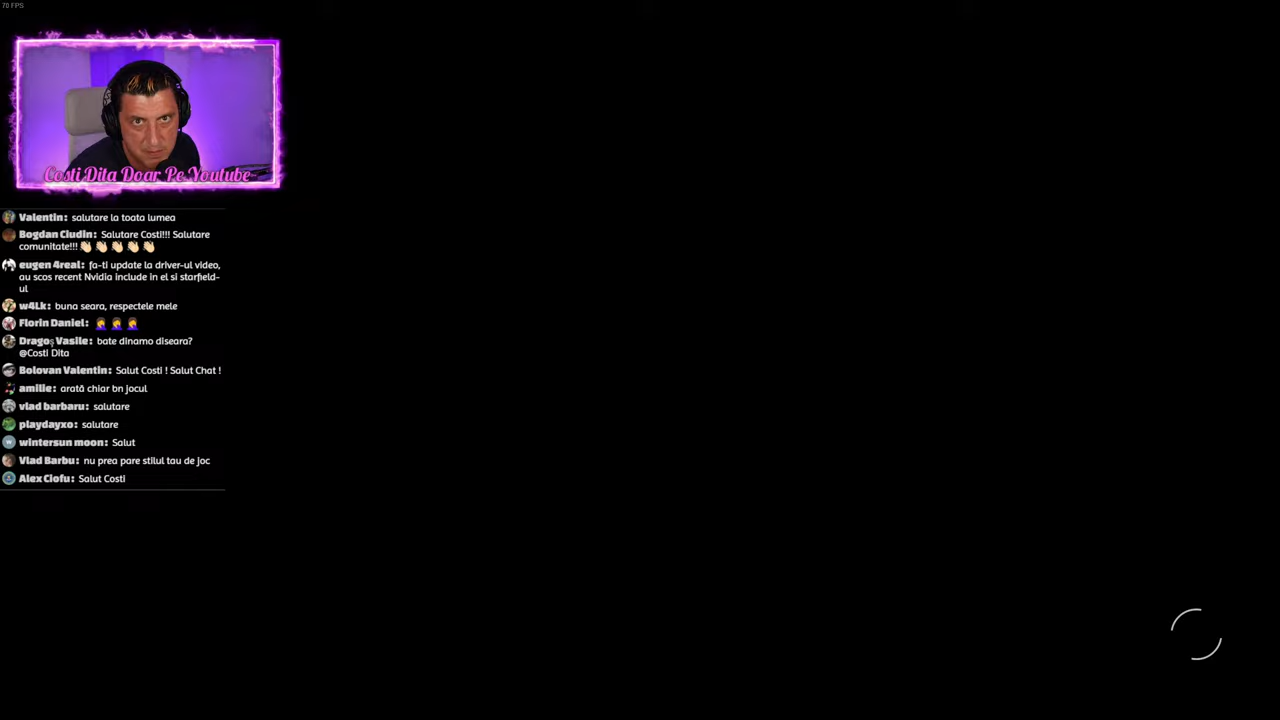 70 FPS
Costi Dita Doar Pe Youtube
Valentin: salutare la toata lumea
Bogdan Ciudin: Salutare Costi!!! Salutare
comunitate!!! 👏🏻 👏🏻 👏🏻 👏🏻 👏🏻
eugen 4real: fa-ti update la driver-ul video,
au scos recent Nvidia include in el si starfield-
ul
w4Lk: buna seara, respectele mele
Florin Daniel: 🤦‍♀️ 🤦‍♀️ 🤦‍♀️
Dragoș Vasile: bate dinamo diseara?
@Costi Dita
Bolovan Valentin: Salut Costi ! Salut Chat !
amilie: arată chiar bn jocul
vlad barbaru: salutare
playdayxo: salutare
W
wintersun moon: Salut
Vlad Barbu: nu prea pare stilul tau de joc
Alex Ciofu: Salut Costi